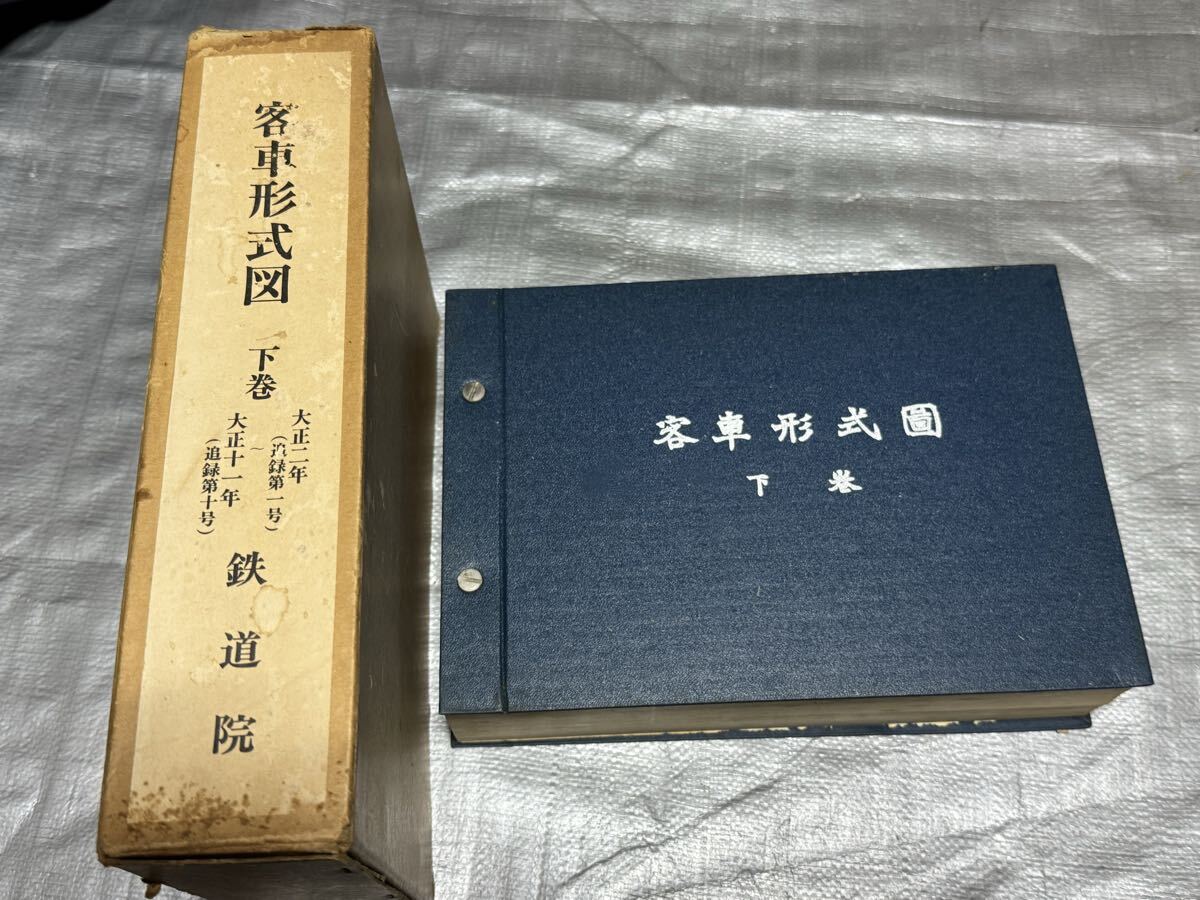 客車形式図
下巻
大正二年
(追録第一号)
~
大正十一年
(追録第十号)
鉄道院
客車形式圖
下巻